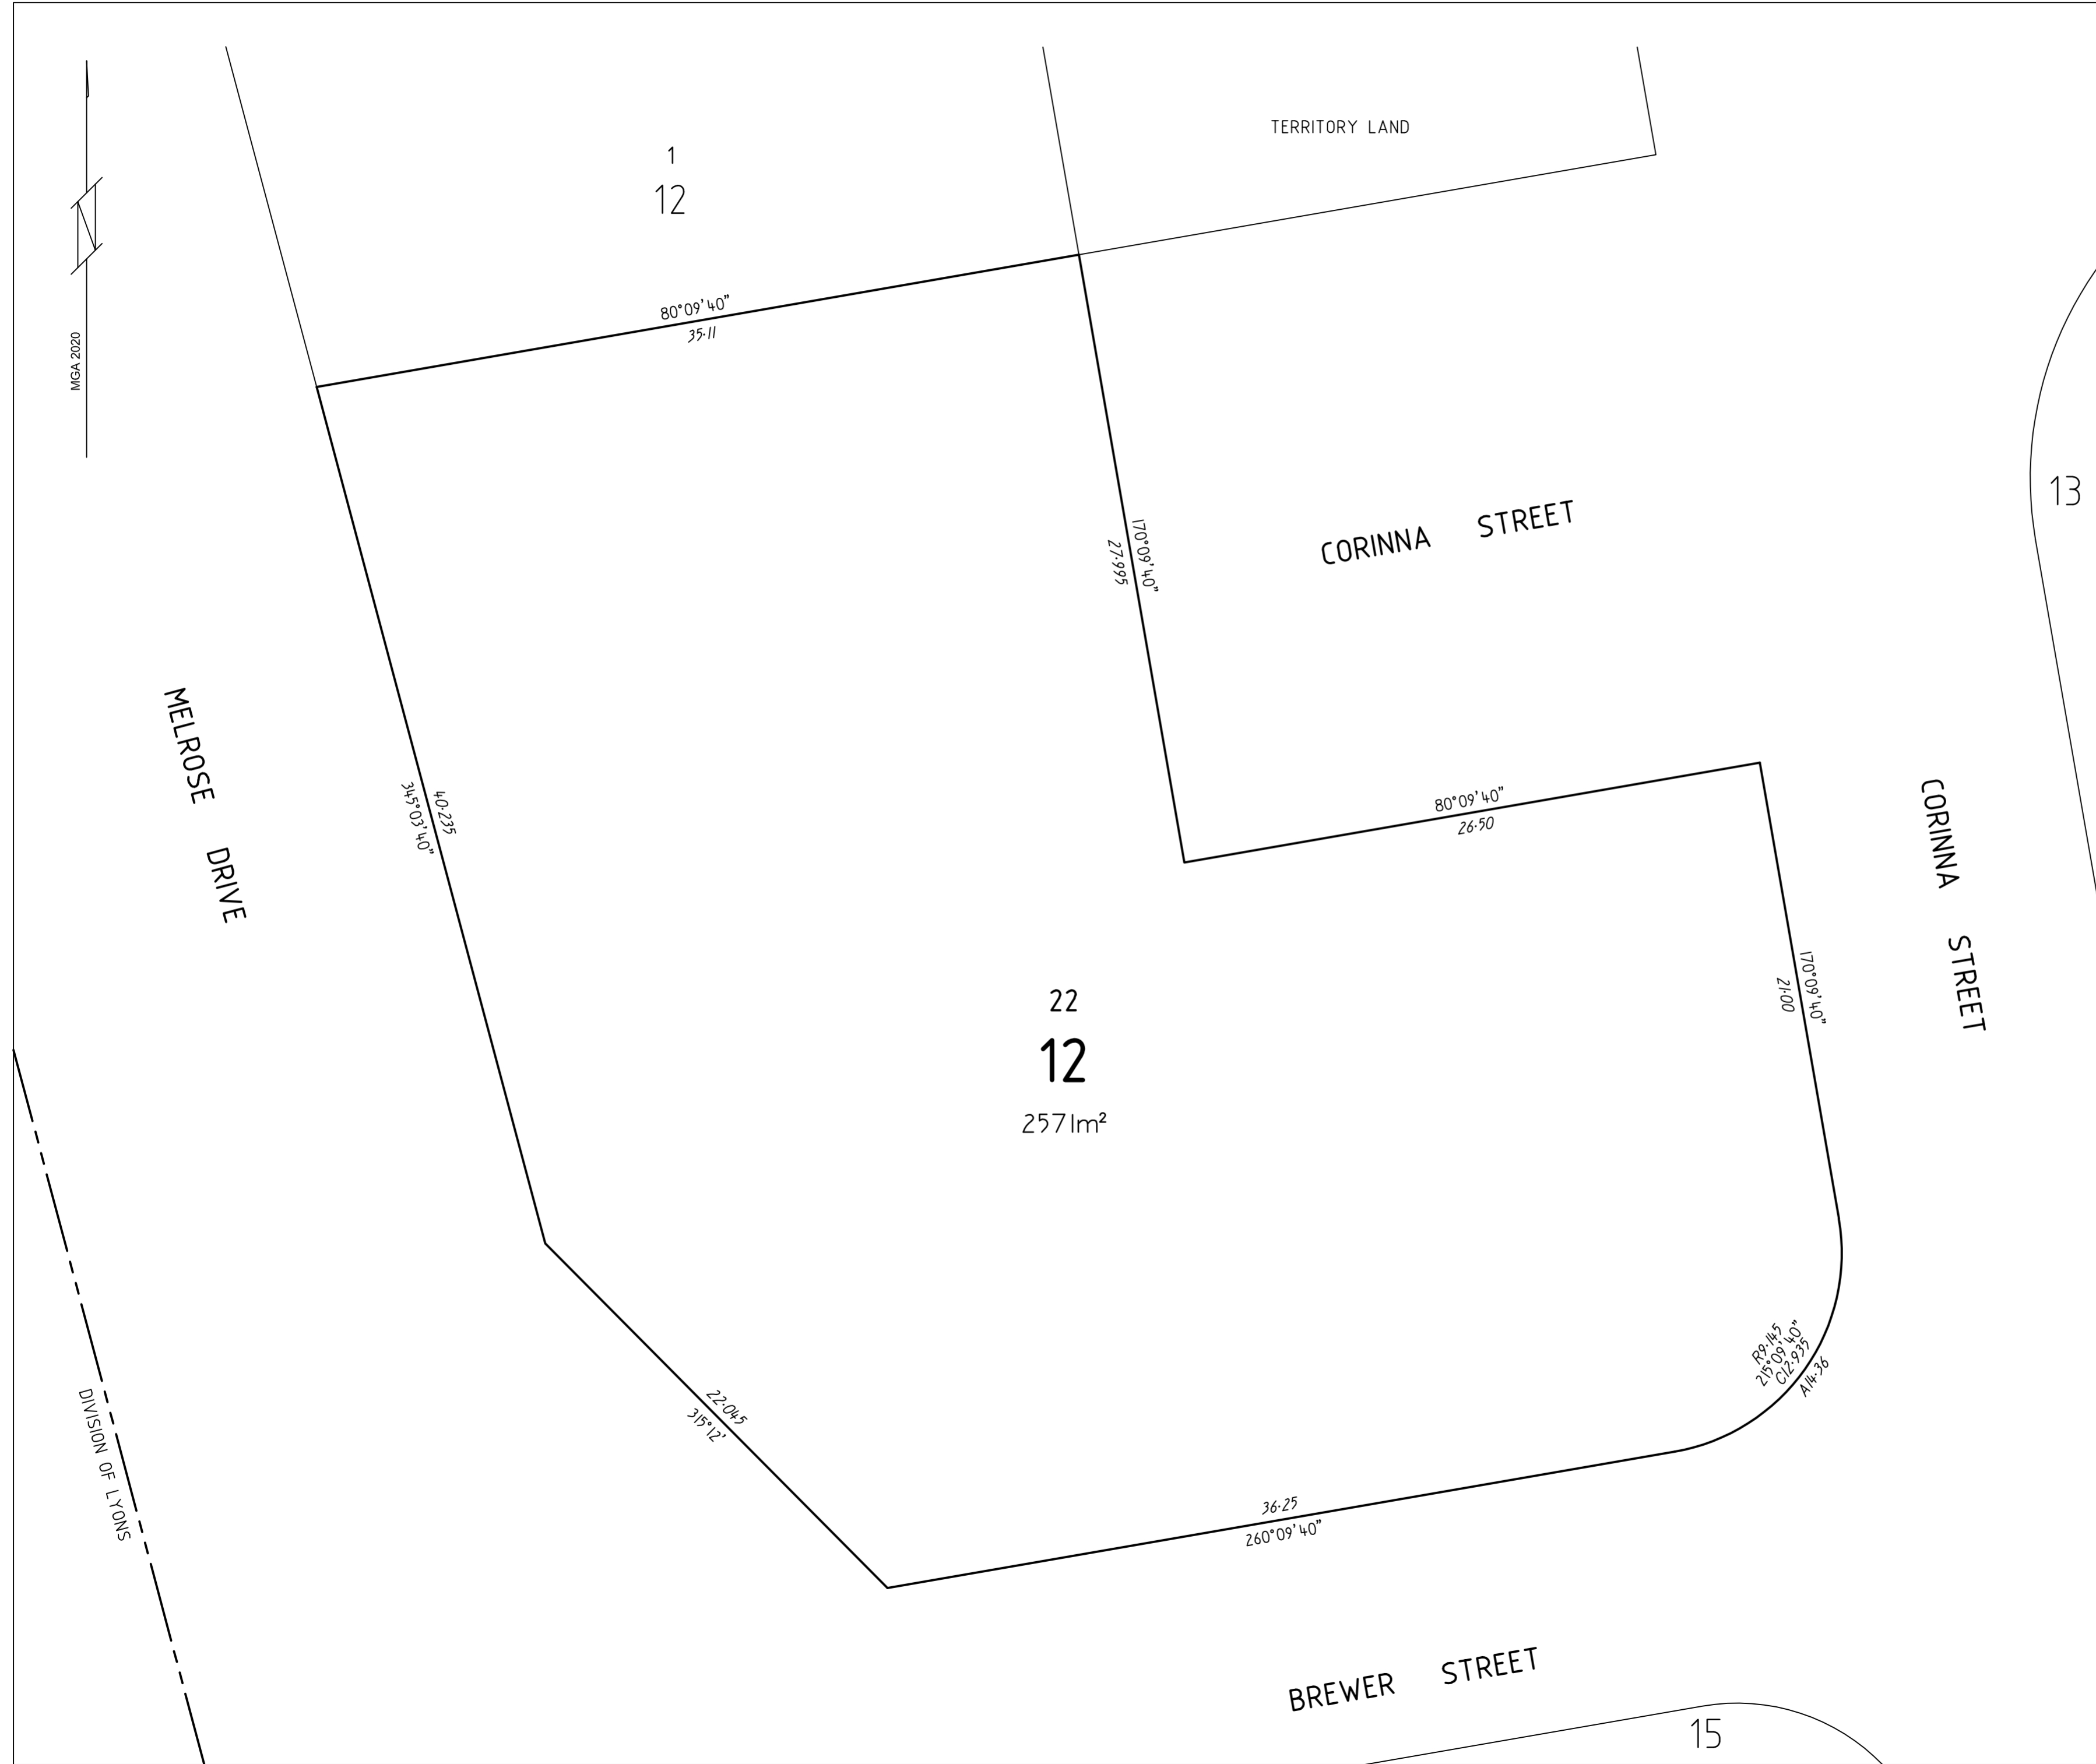 TERRITORY LAND
1
12
80°09'40"
35·11
MGA 2020
13
CORINNA STREET
170°09'40"
27·995
MELROSE DRIVE
40·235
345°03'40"
80°09'40"
26·50
CORINNA STREET
170°09'40"
21·00
22
12
2571m²
R9·145
215°09'40"
C12·935
A14·36
22·045
315°12'
DIVISION OF LYONS
36·25
260°09'40"
BREWER STREET
15